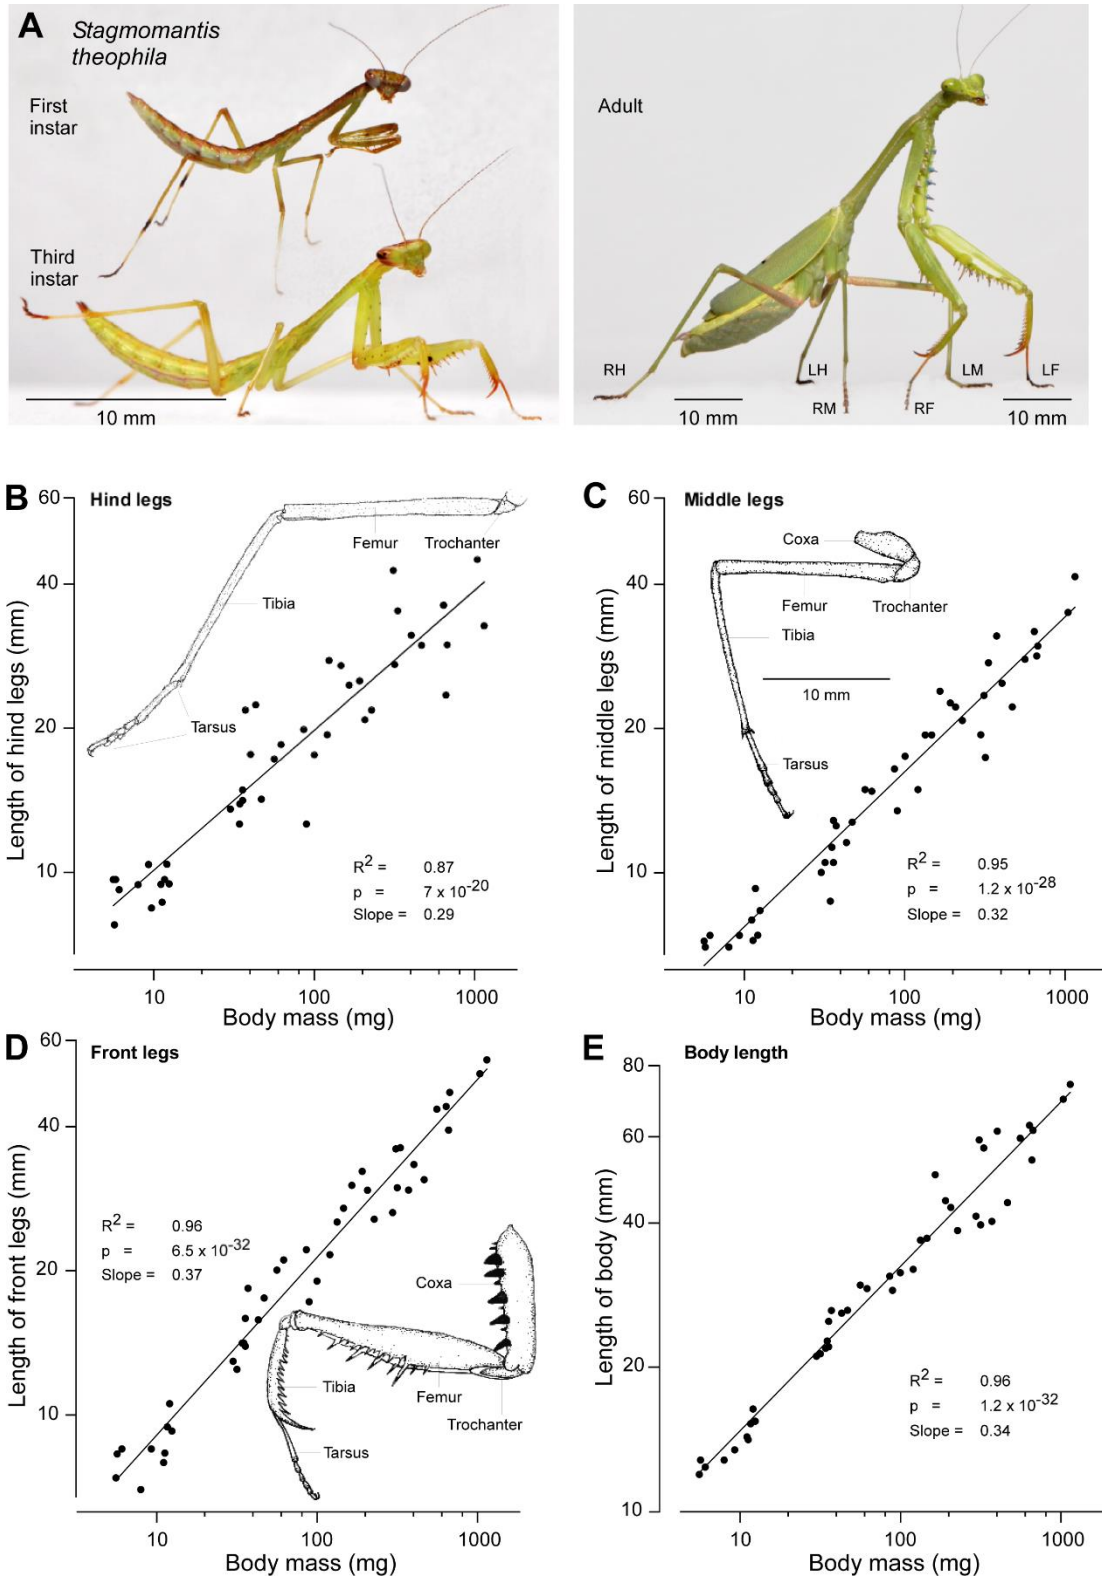 A
Stagmomantis
theophila
First
instar
Third
instar
10 mm
Adult
RH
LH
RM
RF
LM
LF
10 mm
10 mm
B
Hind legs
60
40
20
10
Length of hind legs (mm)
Femur
Trochanter
Tibia
Tarsus
R² = 0.87
p = 7 x 10⁻²⁰
Slope = 0.29
10 100 1000
Body mass (mg)
C
Middle legs
60
40
20
10
Length of middle legs (mm)
Coxa
Femur
Trochanter
Tibia
10 mm
Tarsus
R² = 0.95
p = 1.2 x 10⁻²⁸
Slope = 0.32
10 100 1000
Body mass (mg)
D
Front legs
60
40
20
10
Length of front legs (mm)
R² = 0.96
p = 6.5 x 10⁻³²
Slope = 0.37
Coxa
Tibia
Femur
Trochanter
Tarsus
10 100 1000
Body mass (mg)
E
Body length
80
60
40
20
10
Length of body (mm)
R² = 0.96
p = 1.2 x 10⁻³²
Slope = 0.34
10 100 1000
Body mass (mg)